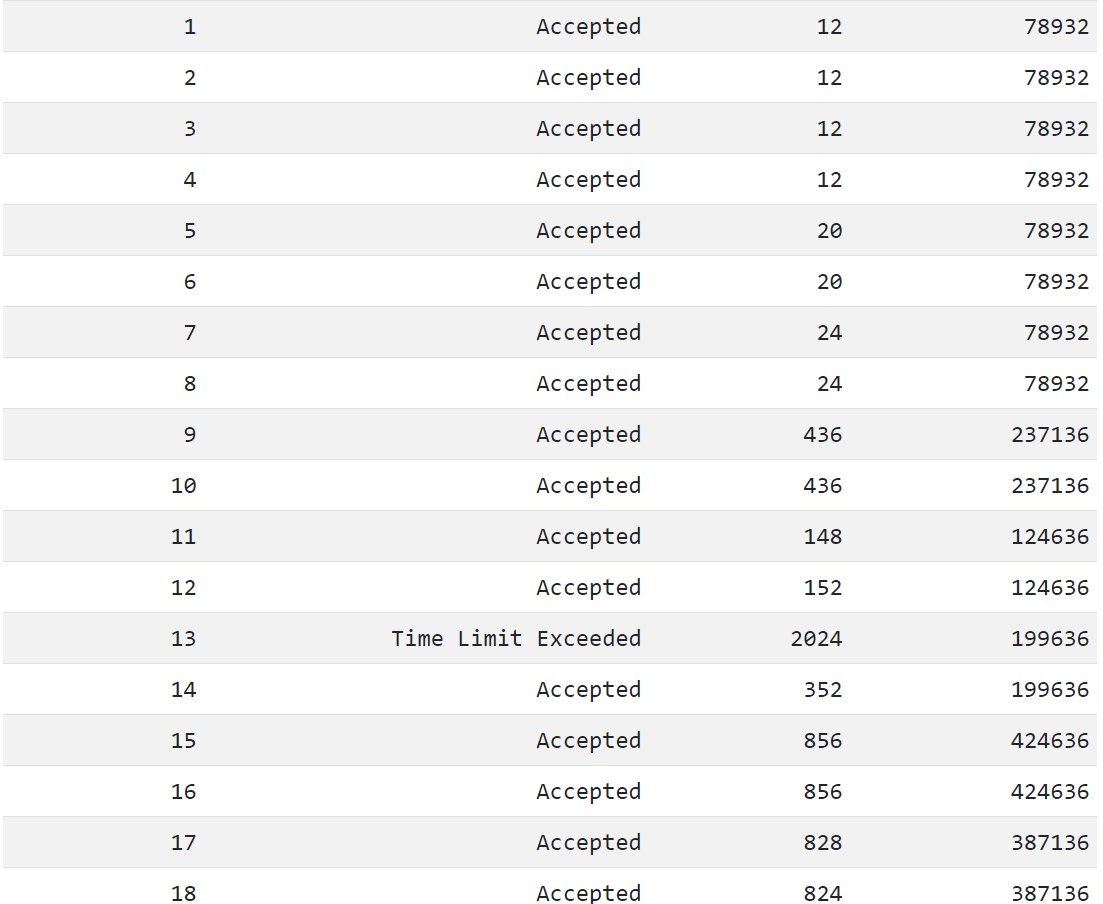 1 Accepted 12 78932
2 Accepted 12 78932
3 Accepted 12 78932
4 Accepted 12 78932
5 Accepted 20 78932
6 Accepted 20 78932
7 Accepted 24 78932
8 Accepted 24 78932
9 Accepted 436 237136
10 Accepted 436 237136
11 Accepted 148 124636
12 Accepted 152 124636
13 Time Limit Exceeded 2024 199636
14 Accepted 352 199636
15 Accepted 856 424636
16 Accepted 856 424636
17 Accepted 828 387136
18 Accepted 824 387136